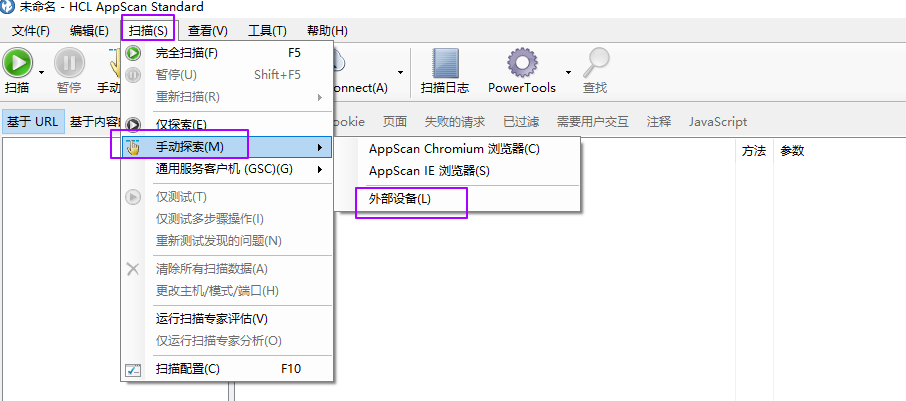 未命名 - HCL AppScan Standard
文件(F) 编辑(E) 扫描(S) 查看(V) 工具(T) 帮助(H)
扫描 暂停 手动 onnect(A) 扫描日志 PowerTools 查找
基于 URL 基于内容 ookie 页面 失败的请求 已过滤 需要用户交互 注释 JavaScript
方法 参数
完全扫描(F) F5
暂停(U) Shift+F5
重新扫描(R)
仅探索(E)
手动探索(M)
通用服务客户机 (GSC)(G)
仅测试(T)
仅测试多步骤操作(I)
重新测试发现的问题(N)
清除所有扫描数据(A)
更改主机/模式/端口(H)
运行扫描专家评估(V)
仅运行扫描专家分析(O)
扫描配置(C) F10
AppScan Chromium 浏览器(C)
AppScan IE 浏览器(S)
外部设备(L)